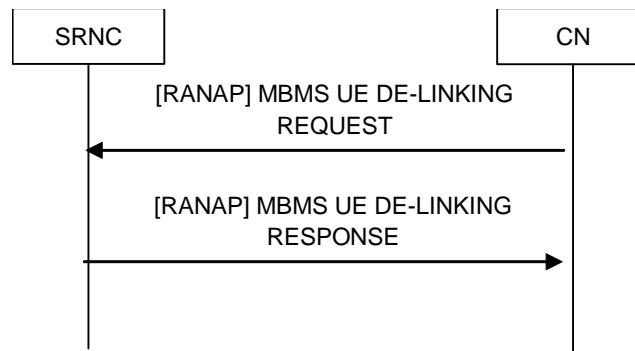 SRNC
CN
[RANAP] MBMS UE DE-LINKING
REQUEST
[RANAP] MBMS UE DE-LINKING
RESPONSE